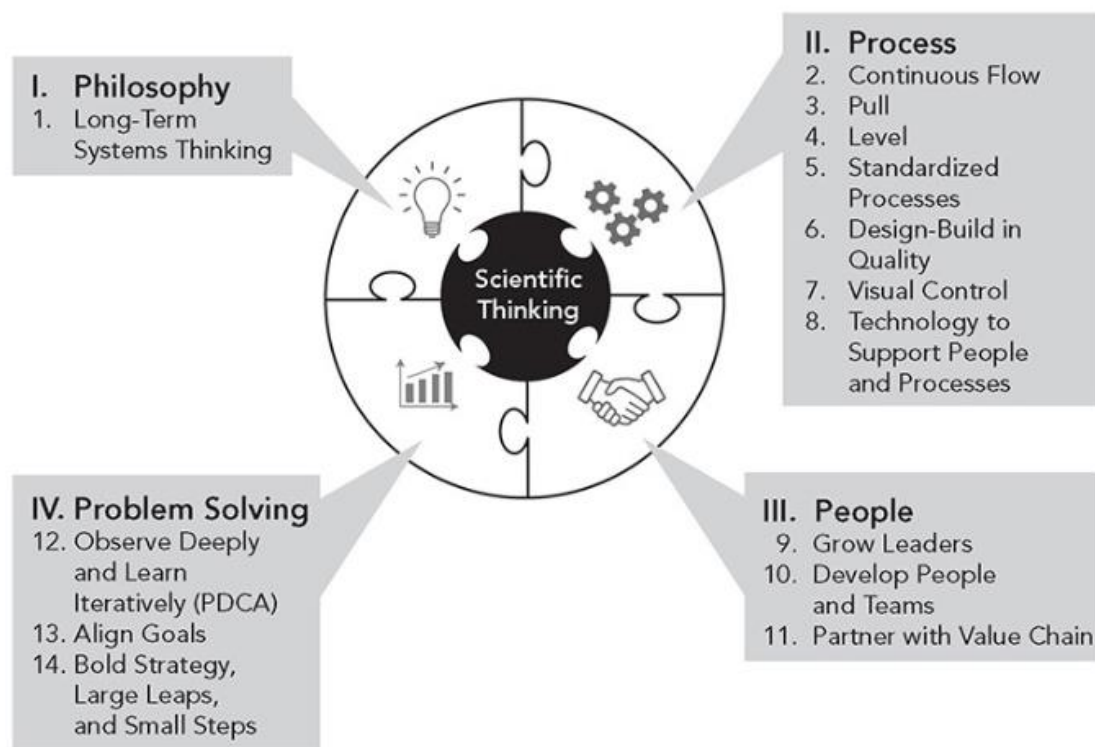 I. Philosophy
1. Long-Term
Systems Thinking
II. Process
2. Continuous Flow
3. Pull
4. Level
5. Standardized
Processes
6. Design-Build in
Quality
7. Visual Control
8. Technology to
Support People
and Processes
Scientific
Thinking
III. People
9. Grow Leaders
10. Develop People
and Teams
11. Partner with Value Chain
IV. Problem Solving
12. Observe Deeply
and Learn
Iteratively (PDCA)
13. Align Goals
14. Bold Strategy,
Large Leaps,
and Small Steps